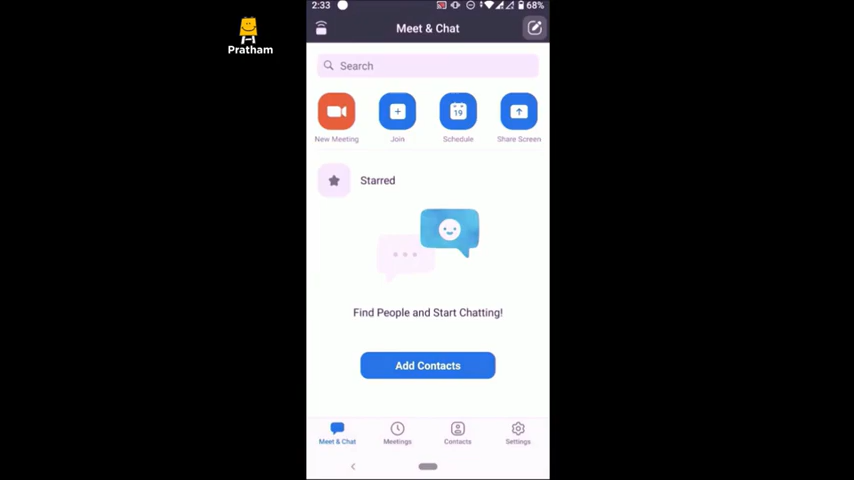 2:33
68%
Pratham
Meet & Chat
Search
19
New Meeting
Join
Schedule
Share Screen
Starred
Find People and Start Chatting!
Add Contacts
Meet & Chat
Meetings
Contacts
Settings